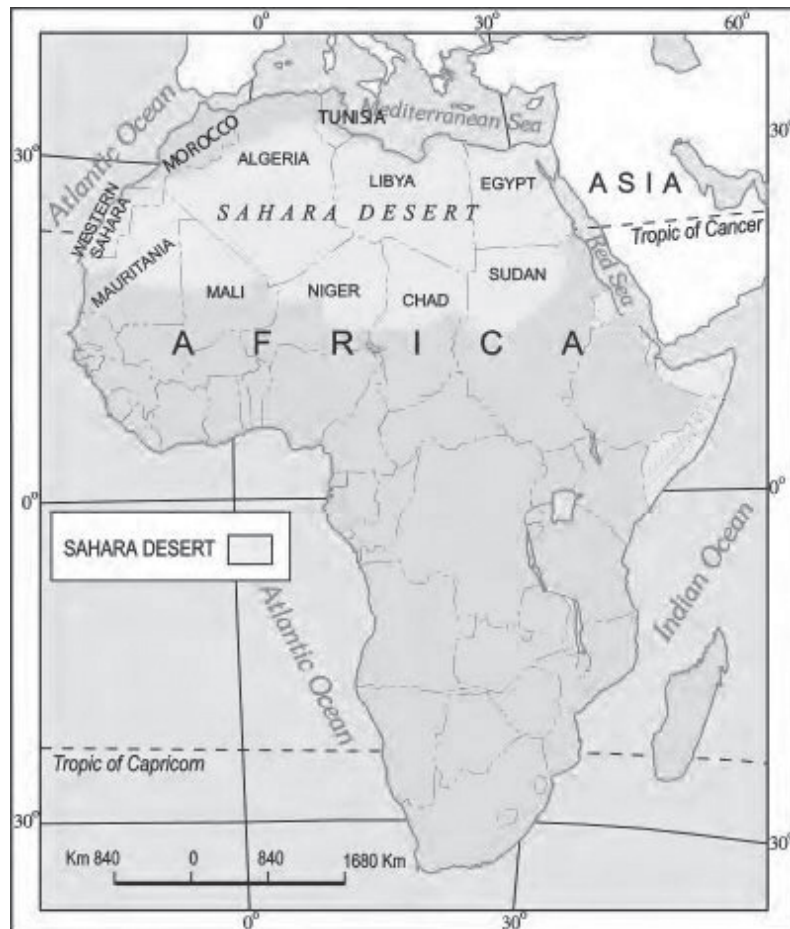 0° 30° 60°
Atlantic Ocean
Mediterranean Sea
TUNISIA
MOROCCO
30° 30°
ALGERIA
LIBYA
EGYPT
ASIA
WESTERN
SAHARA
SAHARA DESERT
Tropic of Cancer
Red Sea
MAURITANIA
MALI
NIGER
CHAD
SUDAN
AFRICA
0° 0°
SAHARA DESERT
Atlantic Ocean
Indian Ocean
Tropic of Capricorn
30° 30°
Km 840 0 840 1680 Km
0° 30°